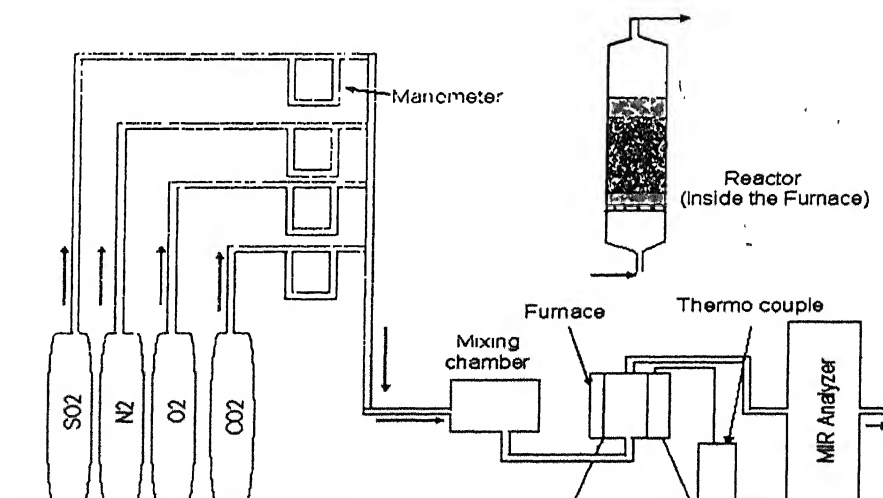 Manometer
Reactor
(Inside the Furnace)
Furnace
Thermo couple
Mixing
chamber
SO2
N2
O2
CO2
MIR Analyzer